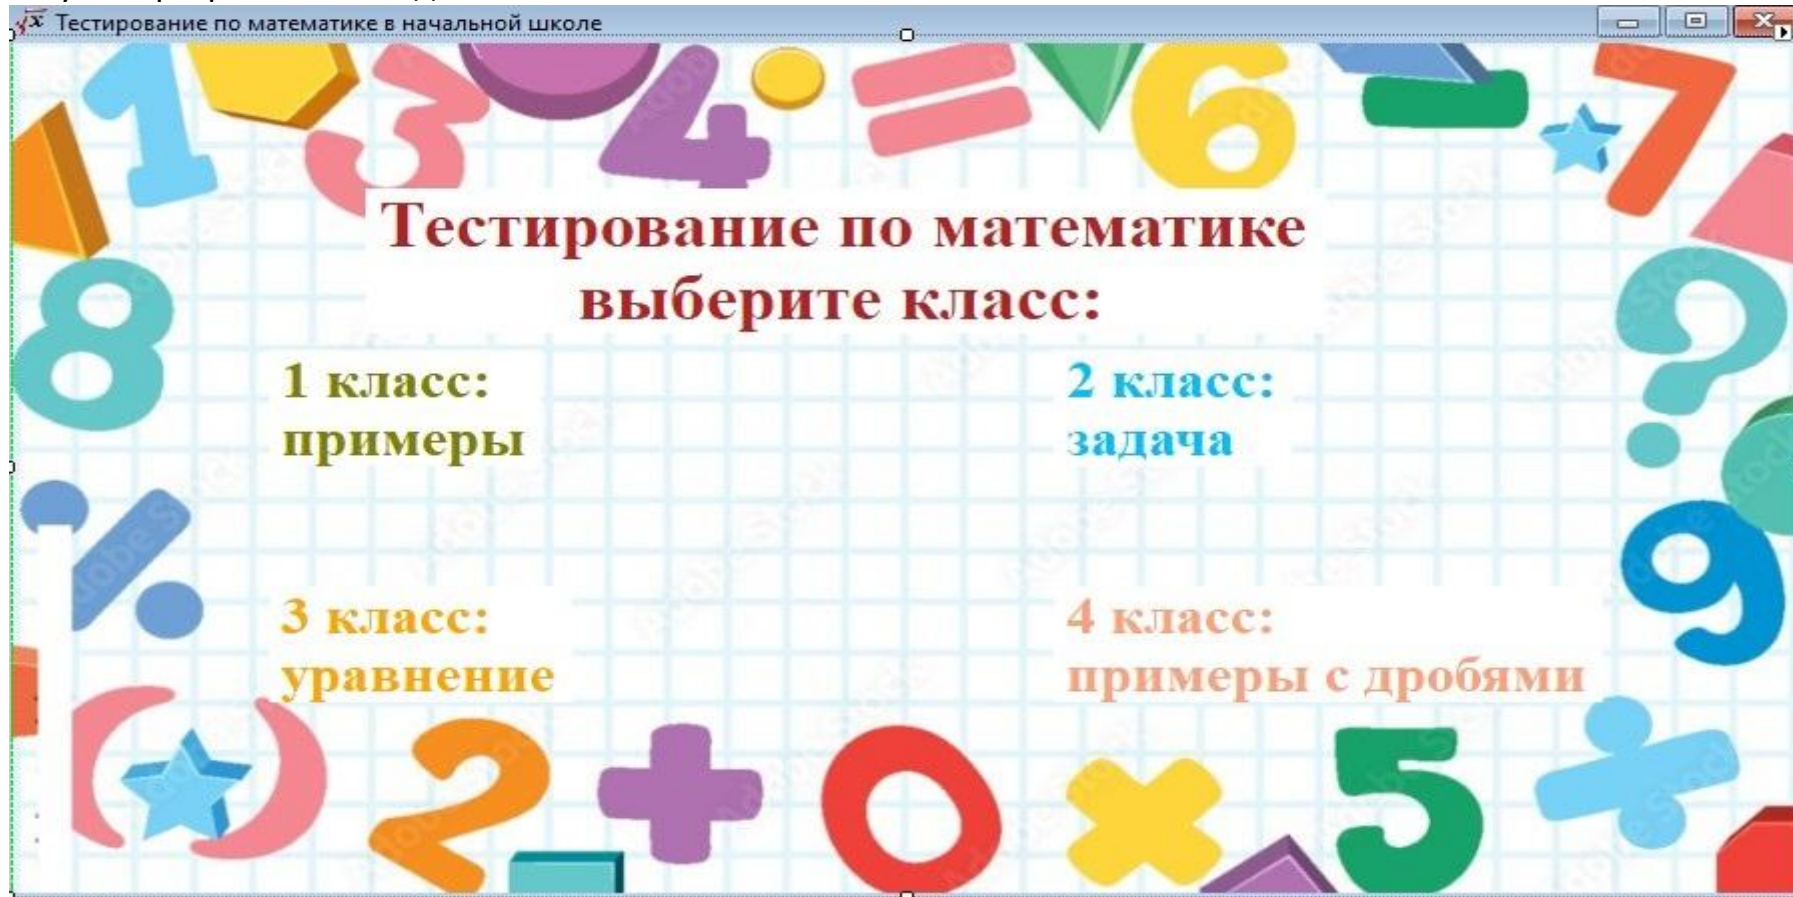 Тестирование по математике в начальной школе
Тестирование по математике
выберите класс:
1 класс:
примеры
2 класс:
задача
3 класс:
уравнение
4 класс:
примеры с дробями